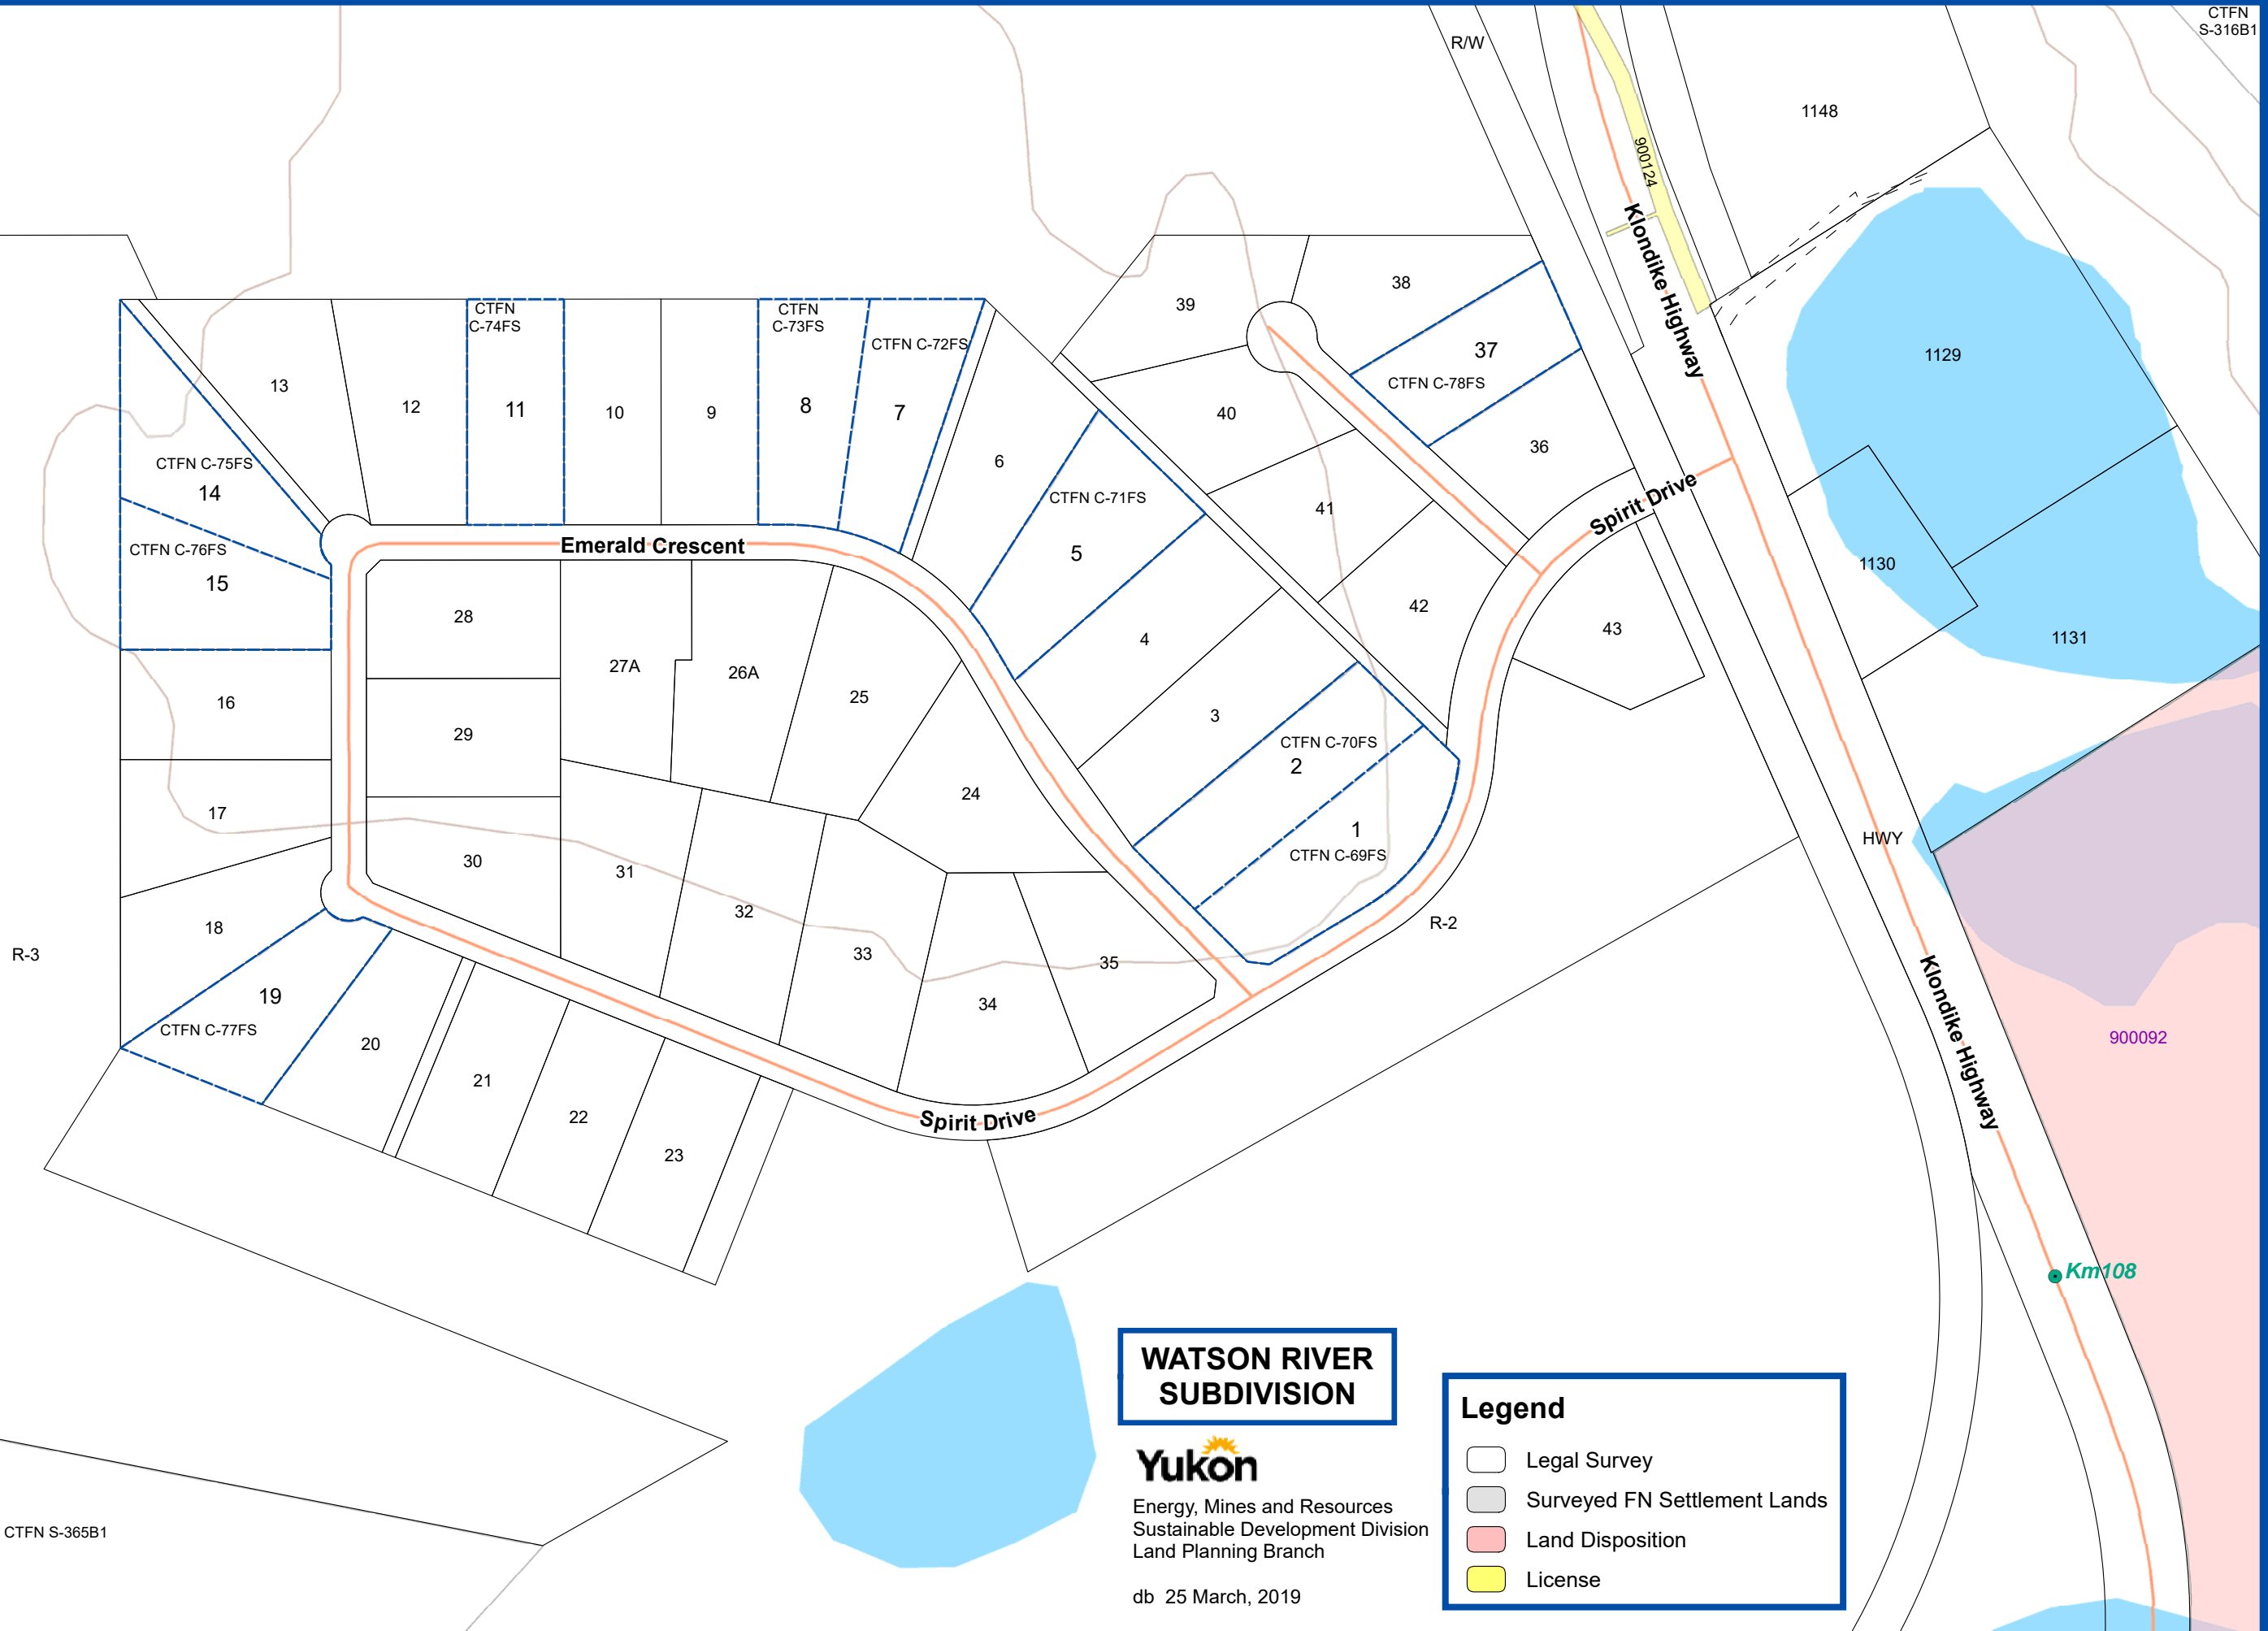 CTFN
S-316B1
R/W
1148
900124
Klondike Highway
39
38
37
CTFN C-78FS
36
40
41
42
43
Spirit Drive
1129
1130
1131
CTFN
C-74FS
CTFN
C-73FS
CTFN C-72FS
13
12
11
10
9
8
7
6
CTFN C-71FS
5
4
3
CTFN C-70FS
2
1
CTFN C-69FS
CTFN C-75FS
14
CTFN C-76FS
15
Emerald Crescent
16
17
18
19
CTFN C-77FS
20
21
22
23
28
29
30
27A
26A
25
24
31
32
33
34
35
Spirit Drive
R-3
R-2
HWY
Klondike Highway
900092
Km108
CTFN S-365B1
WATSON RIVER
SUBDIVISION
Yukon
Energy, Mines and Resources
Sustainable Development Division
Land Planning Branch
db 25 March, 2019
Legend
Legal Survey
Surveyed FN Settlement Lands
Land Disposition
License